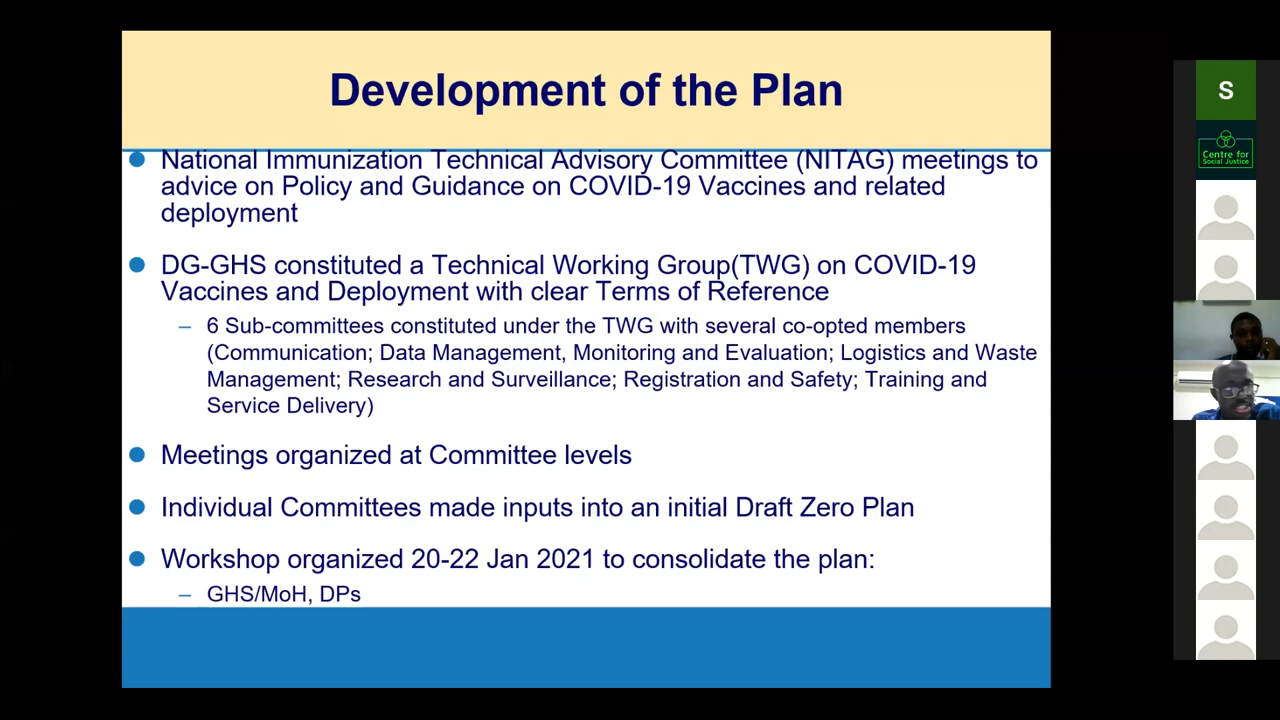 Development of the Plan
National Immunization Technical Advisory Committee (NITAG) meetings to
advice on Policy and Guidance on COVID-19 Vaccines and related
deployment
DG-GHS constituted a Technical Working Group(TWG) on COVID-19
Vaccines and Deployment with clear Terms of Reference
– 6 Sub-committees constituted under the TWG with several co-opted members
(Communication; Data Management, Monitoring and Evaluation; Logistics and Waste
Management; Research and Surveillance; Registration and Safety; Training and
Service Delivery)
Meetings organized at Committee levels
Individual Committees made inputs into an initial Draft Zero Plan
Workshop organized 20-22 Jan 2021 to consolidate the plan:
– GHS/MoH, DPs
S
Centre for
Social Justice